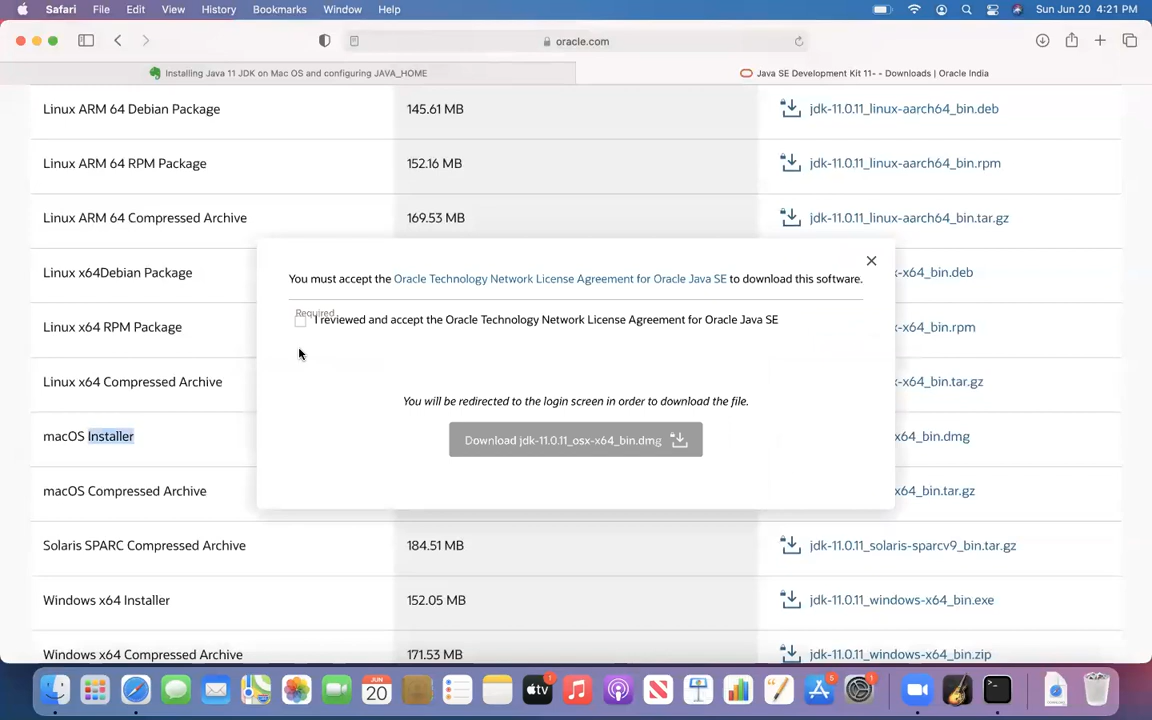 Safari File Edit View History Bookmarks Window Help Sun Jun 20 4:21 PM
oracle.com
Installing Java 11 JDK on Mac OS and configuring JAVA_HOME
Java SE Development Kit 11- - Downloads | Oracle India
Linux ARM 64 Debian Package 145.61 MB jdk-11.0.11_linux-aarch64_bin.deb
Linux ARM 64 RPM Package 152.16 MB jdk-11.0.11_linux-aarch64_bin.rpm
Linux ARM 64 Compressed Archive 169.53 MB jdk-11.0.11_linux-aarch64_bin.tar.gz
Linux x64Debian Package -x64_bin.deb
Linux x64 RPM Package -x64_bin.rpm
Linux x64 Compressed Archive -x64_bin.tar.gz
macOS Installer x64_bin.dmg
macOS Compressed Archive x64_bin.tar.gz
Solaris SPARC Compressed Archive 184.51 MB jdk-11.0.11_solaris-sparcv9_bin.tar.gz
Windows x64 Installer 152.05 MB jdk-11.0.11_windows-x64_bin.exe
Windows x64 Compressed Archive 171.53 MB jdk-11.0.11_windows-x64_bin.zip
You must accept the Oracle Technology Network License Agreement for Oracle Java SE to download this software.
Required
I reviewed and accept the Oracle Technology Network License Agreement for Oracle Java SE
You will be redirected to the login screen in order to download the file.
Download jdk-11.0.11_osx-x64_bin.dmg
JUN
20
tv
1
5
1